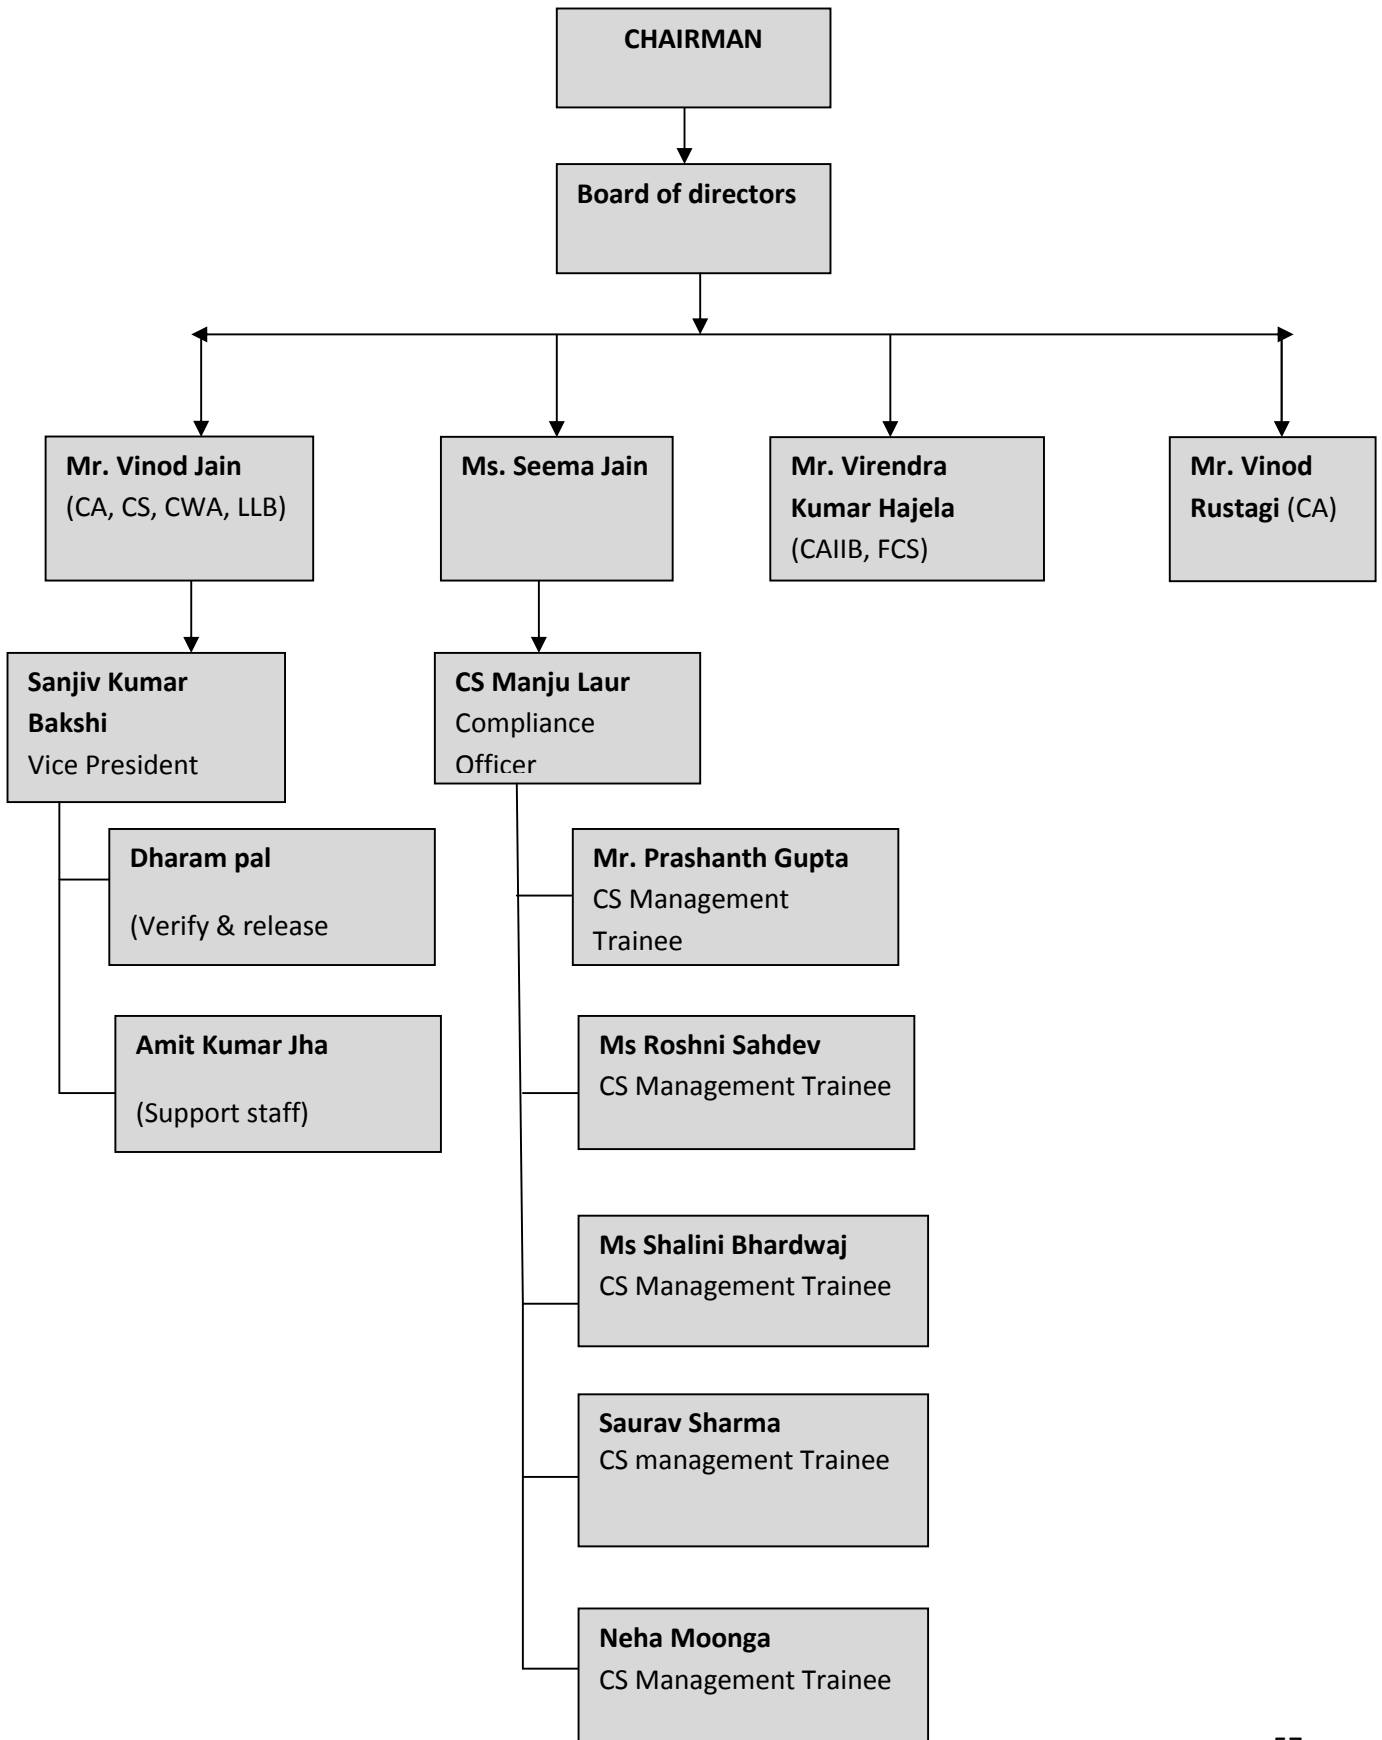 CHAIRMAN
Board of directors
Mr. Vinod Jain
(CA, CS, CWA, LLB)
Ms. Seema Jain
Mr. Virendra
Kumar Hajela
(CAIIB, FCS)
Mr. Vinod
Rustagi (CA)
Sanjiv Kumar
Bakshi
Vice President
CS Manju Laur
Compliance
Officer
Dharam pal
(Verify & release
Amit Kumar Jha
(Support staff)
Mr. Prashanth Gupta
CS Management
Trainee
Ms Roshni Sahdev
CS Management Trainee
Ms Shalini Bhardwaj
CS Management Trainee
Saurav Sharma
CS management Trainee
Neha Moonga
CS Management Trainee